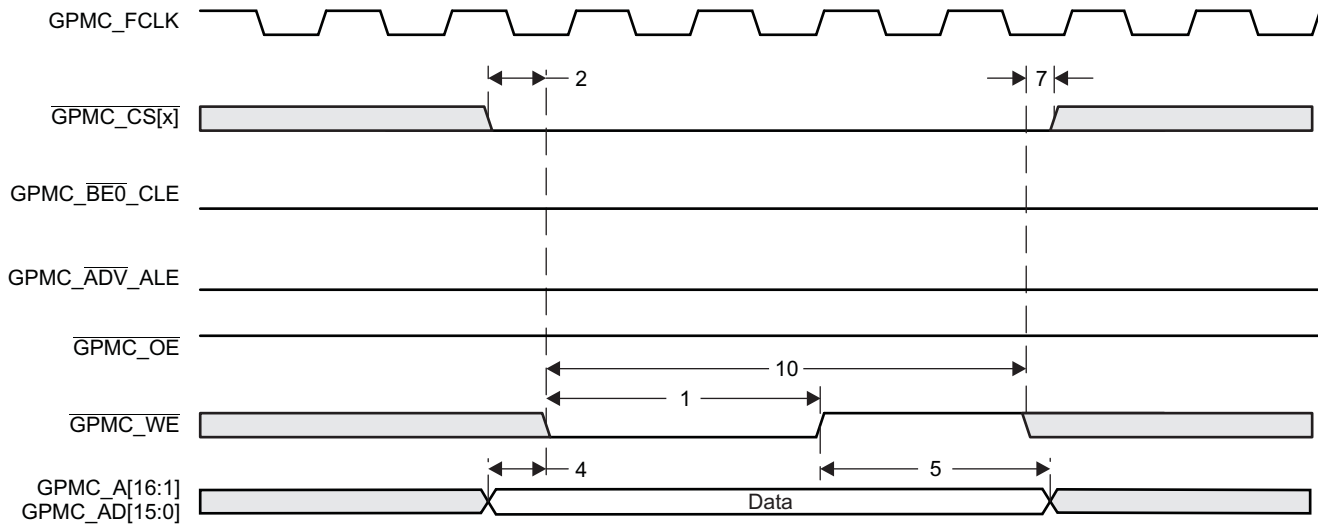 GPMC_FCLK
2
7
GPMC_CS[x]
GPMC_BE0_CLE
GPMC_ADV_ALE
GPMC_OE
10
1
GPMC_WE
4
5
GPMC_A[16:1]
GPMC_AD[15:0]
Data